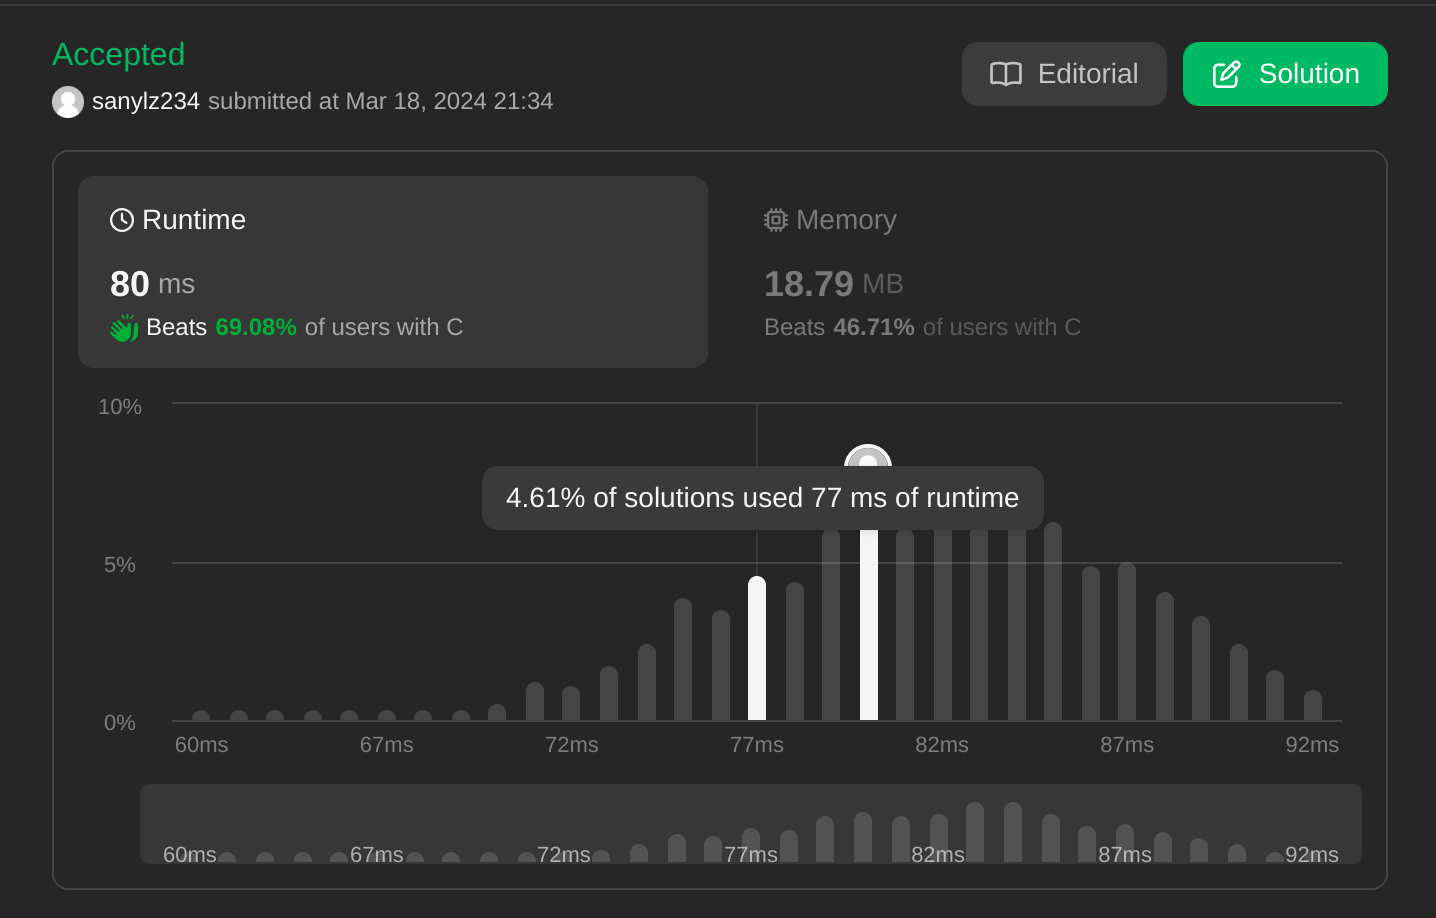 Accepted
sanylz234 submitted at Mar 18, 2024 21:34
Editorial
Solution
Runtime
80 ms
Beats 69.08% of users with C
Memory
18.79 MB
Beats 46.71% of users with C
10%
4.61% of solutions used 77 ms of runtime
5%
0%
60ms 67ms 72ms 77ms 82ms 87ms 92ms
60ms 67ms 72ms 77ms 82ms 87ms 92ms